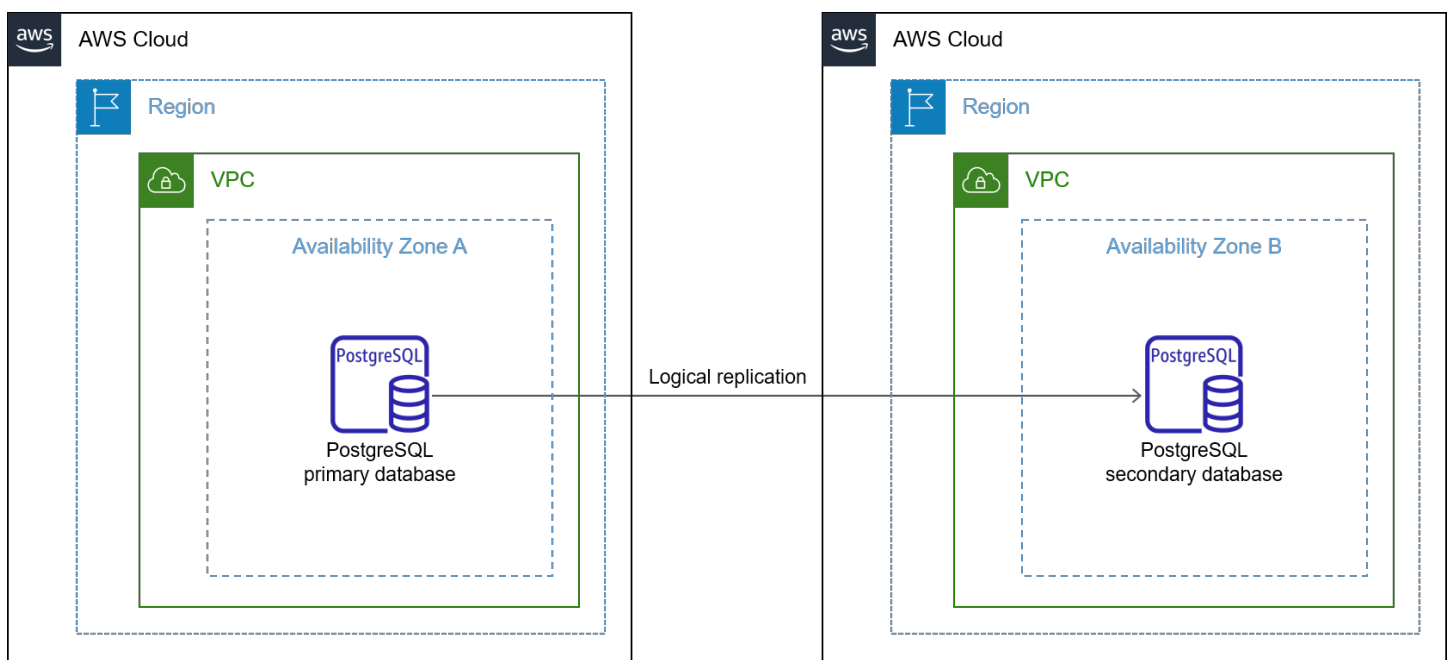 aws
AWS Cloud
Region
VPC
Availability Zone A
PostgreSQL
PostgreSQL
primary database
Logical replication
aws
AWS Cloud
Region
VPC
Availability Zone B
PostgreSQL
PostgreSQL
secondary database